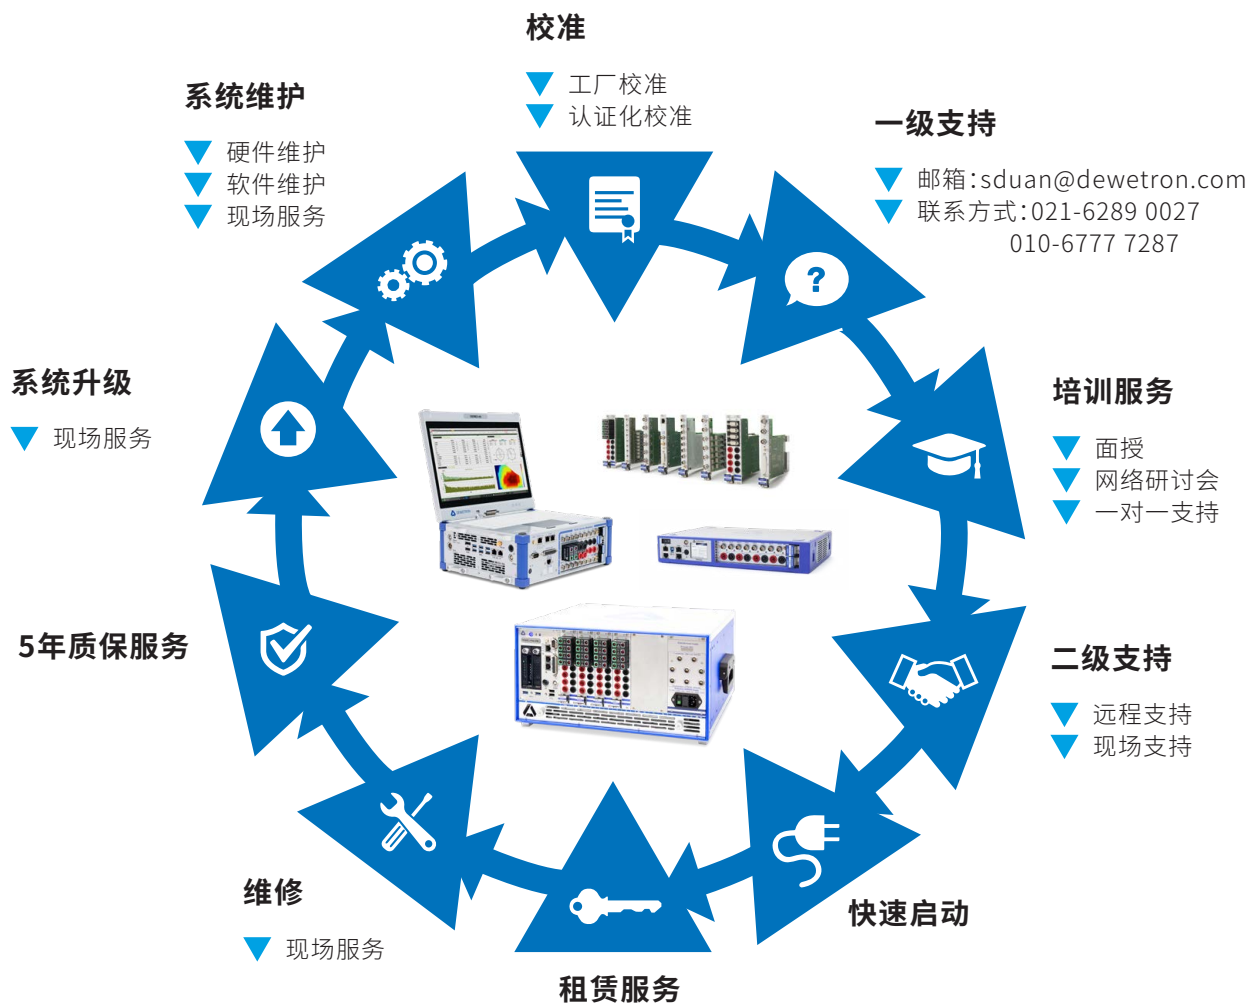 校准
工厂校准
认证化校准
一级支持
邮箱：sduan@dewetron.com
联系方式：021-6289 0027
010-6777 7287
培训服务
面授
网络研讨会
一对一支持
二级支持
远程支持
现场支持
快速启动
租赁服务
维修
现场服务
5年质保服务
系统升级
现场服务
系统维护
硬件维护
软件维护
现场服务
?